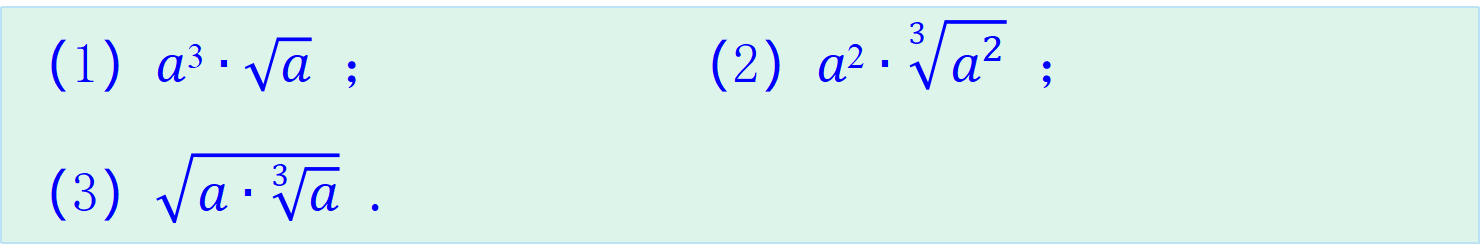 (1) a³·√a ； (2) a²·∛(a²) ；
(3) √(a·∛a) ．